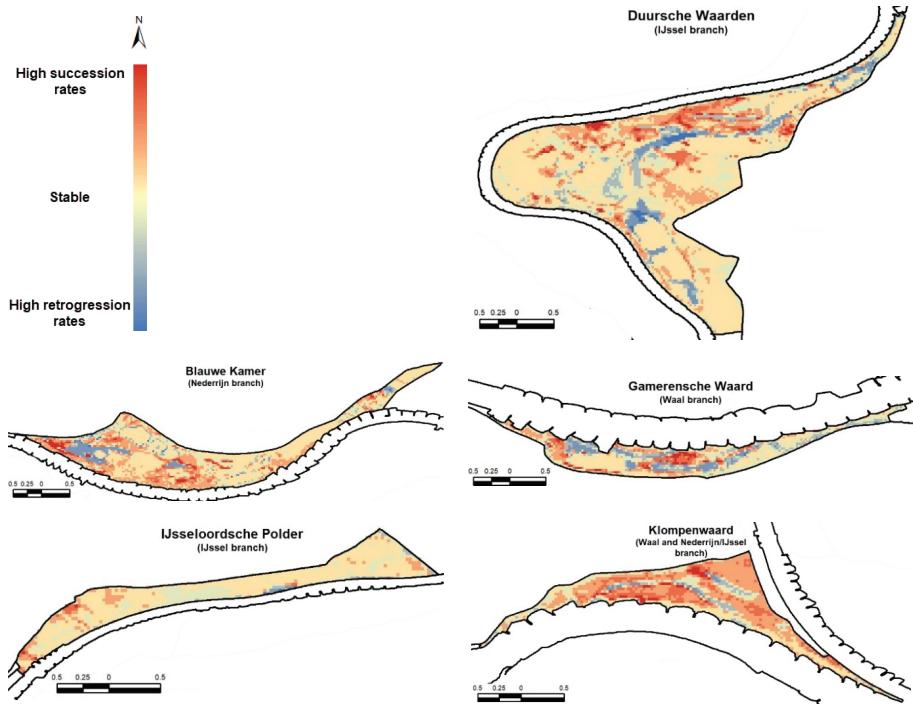 N
High succession
rates
Stable
High retrogression
rates
Duursche Waarden
(IJssel branch)
0.5 0.25 0 0.5
Blauwe Kamer
(Nederrijn branch)
0.5 0.25 0 0.5
Gamerensche Waard
(Waal branch)
0.5 0.25 0 0.5
IJsseloordsche Polder
(IJssel branch)
0.5 0.25 0 0.5
Klompenwaard
(Waal and Nederrijn/IJssel
branch)
0.5 0.25 0 0.5